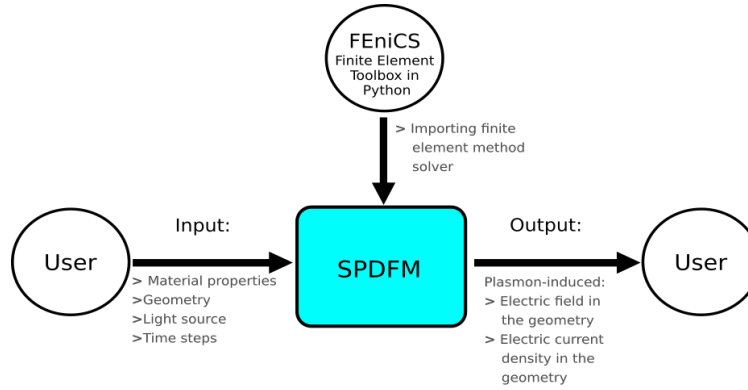 FEniCS
Finite Element
Toolbox in
Python
> Importing finite
element method
solver
User
Input:
> Material properties
>Geometry
>Light source
>Time steps
SPDFM
Output:
Plasmon-induced:
> Electric field in
the geometry
> Electric current
density in the
geometry
User